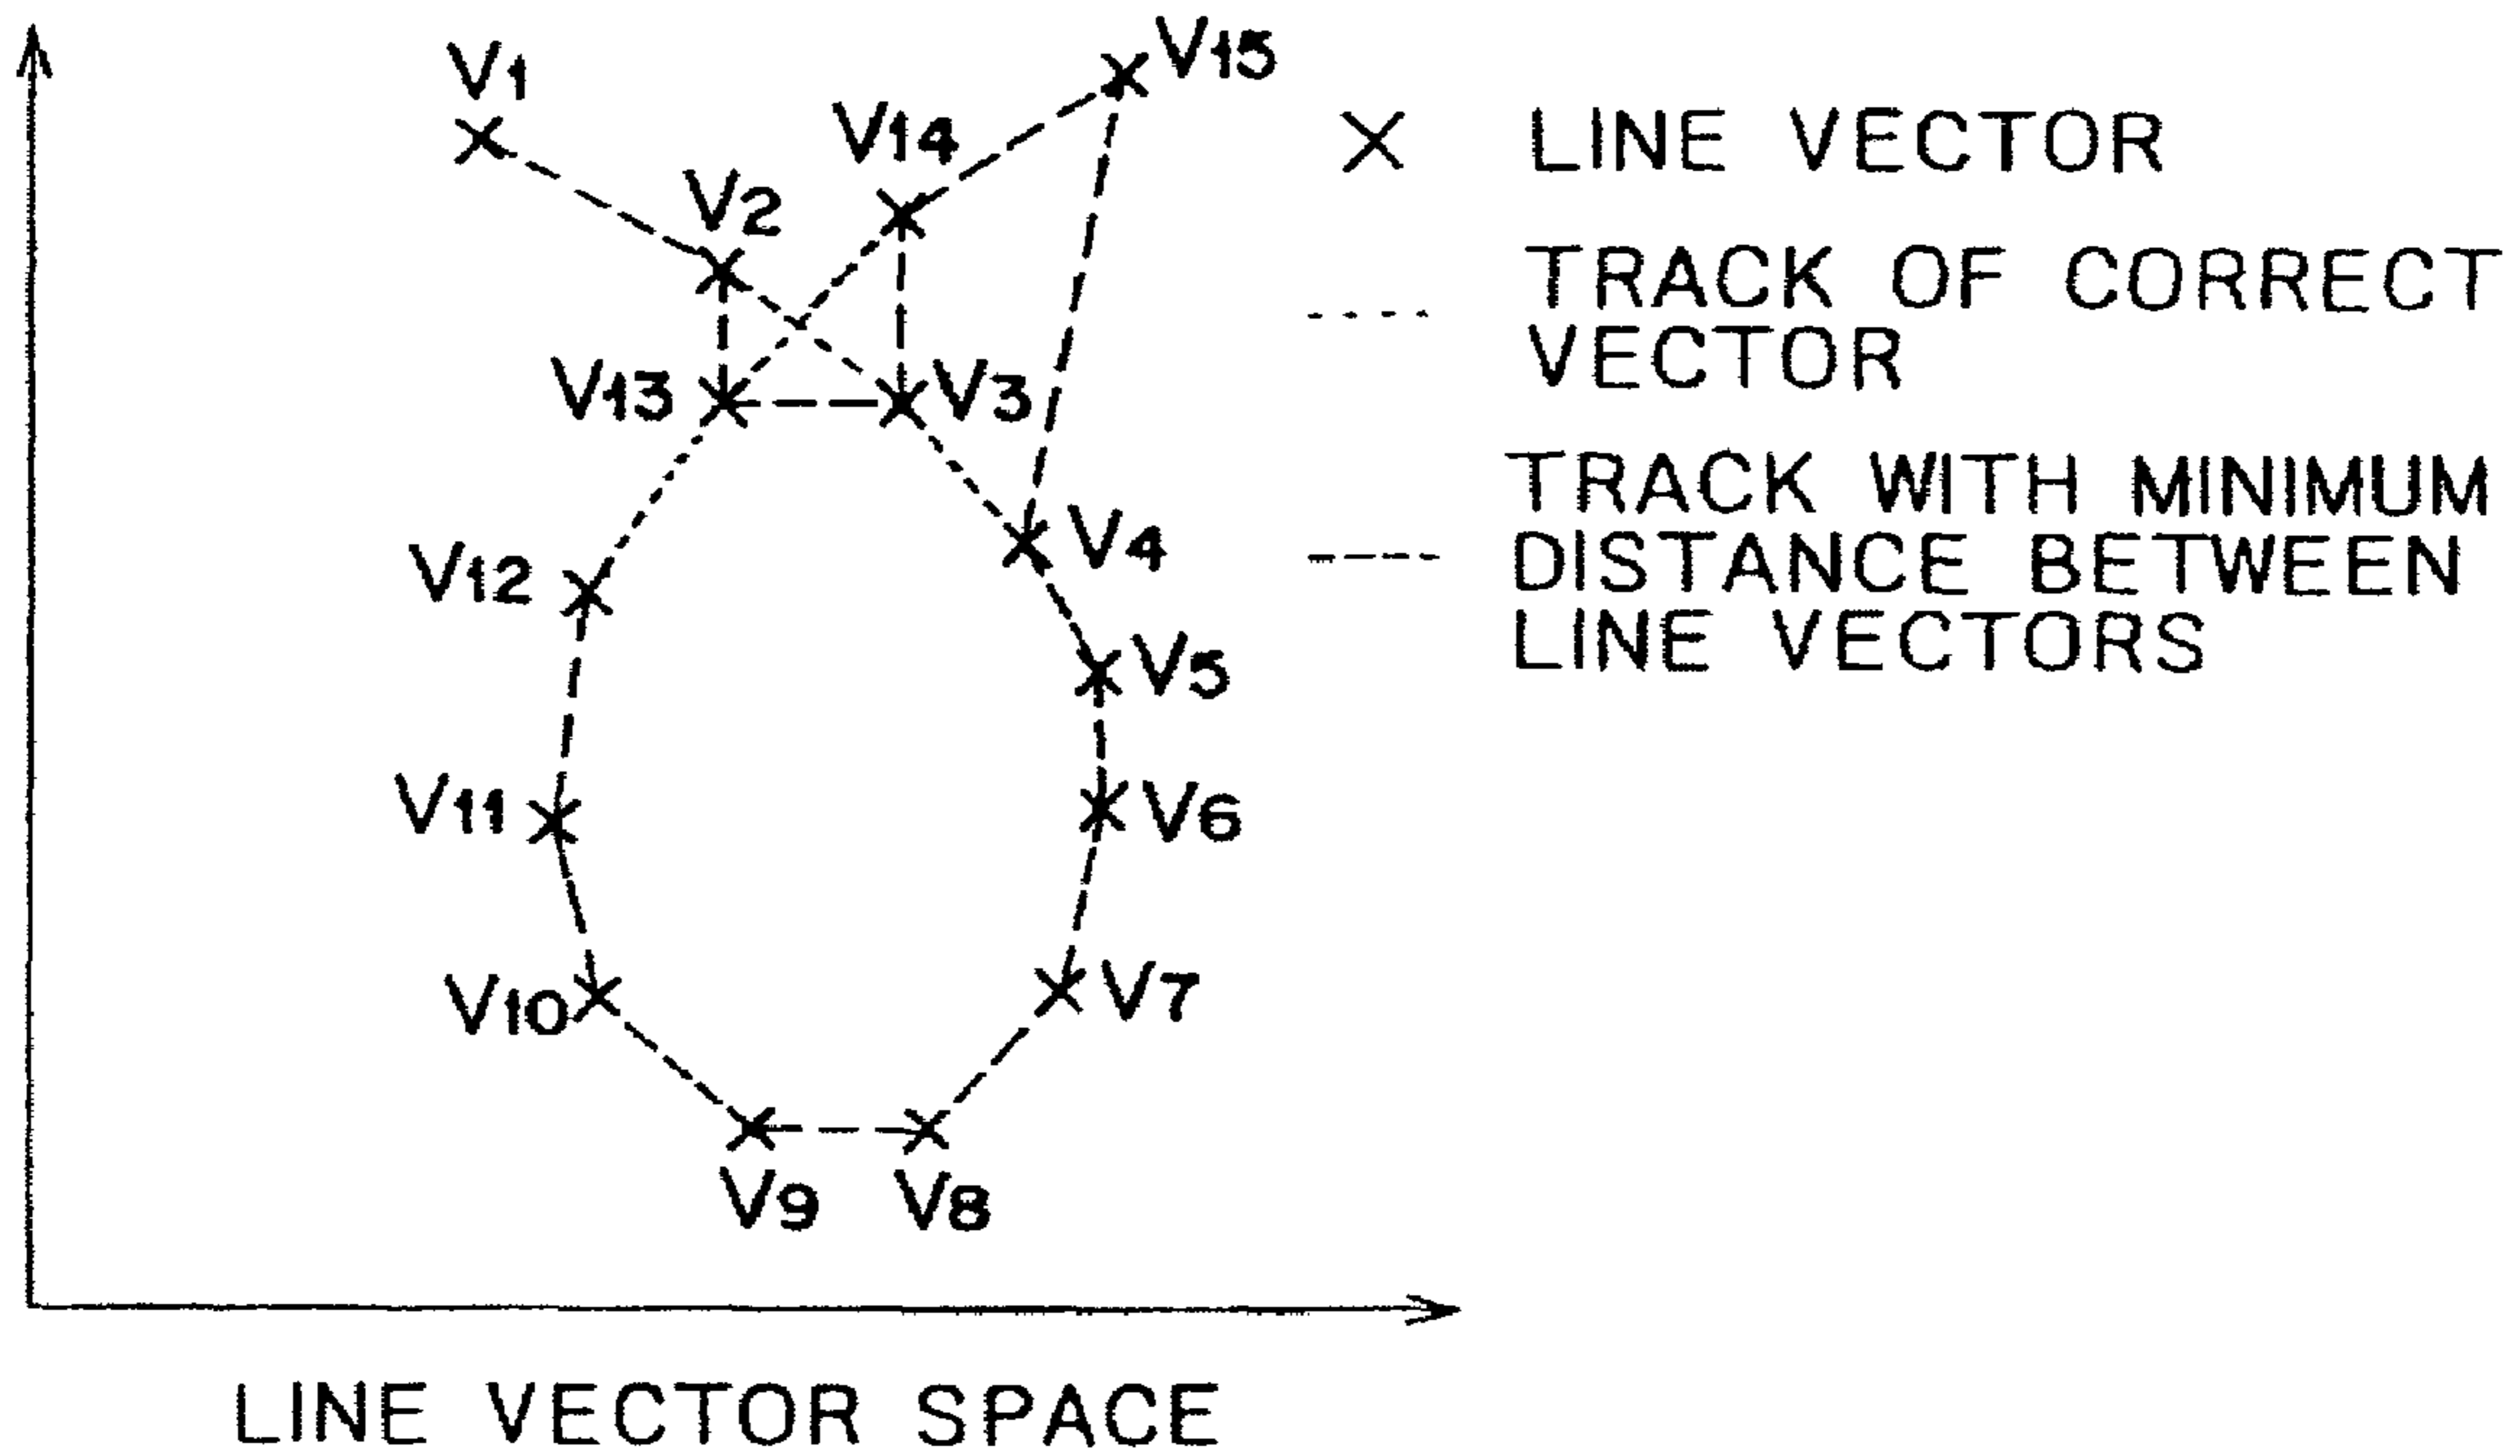 V1
V15
V14
V2
V13
V3
V12
V4
V5
V11
V6
V10
V7
V9
V8
LINE VECTOR SPACE
LINE VECTOR
TRACK OF CORRECT
VECTOR
TRACK WITH MINIMUM
DISTANCE BETWEEN
LINE VECTORS